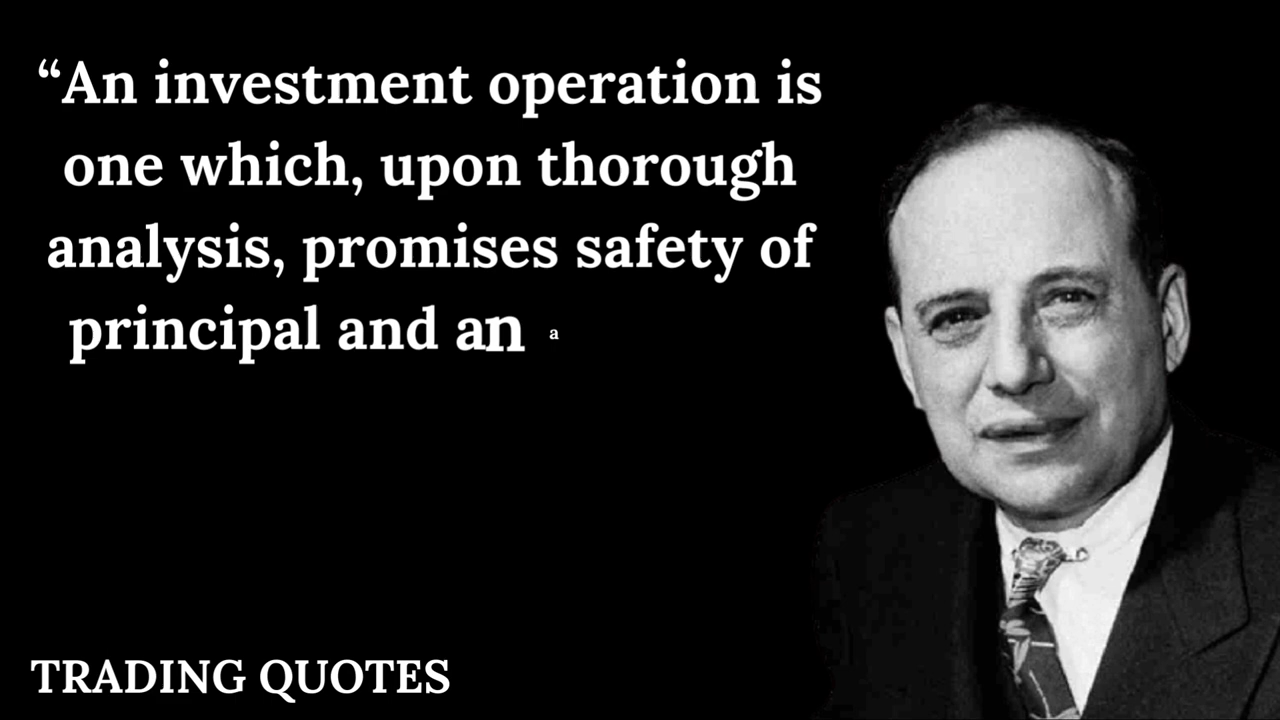 “An investment operation is
one which, upon thorough
analysis, promises safety of
principal and an a
TRADING QUOTES